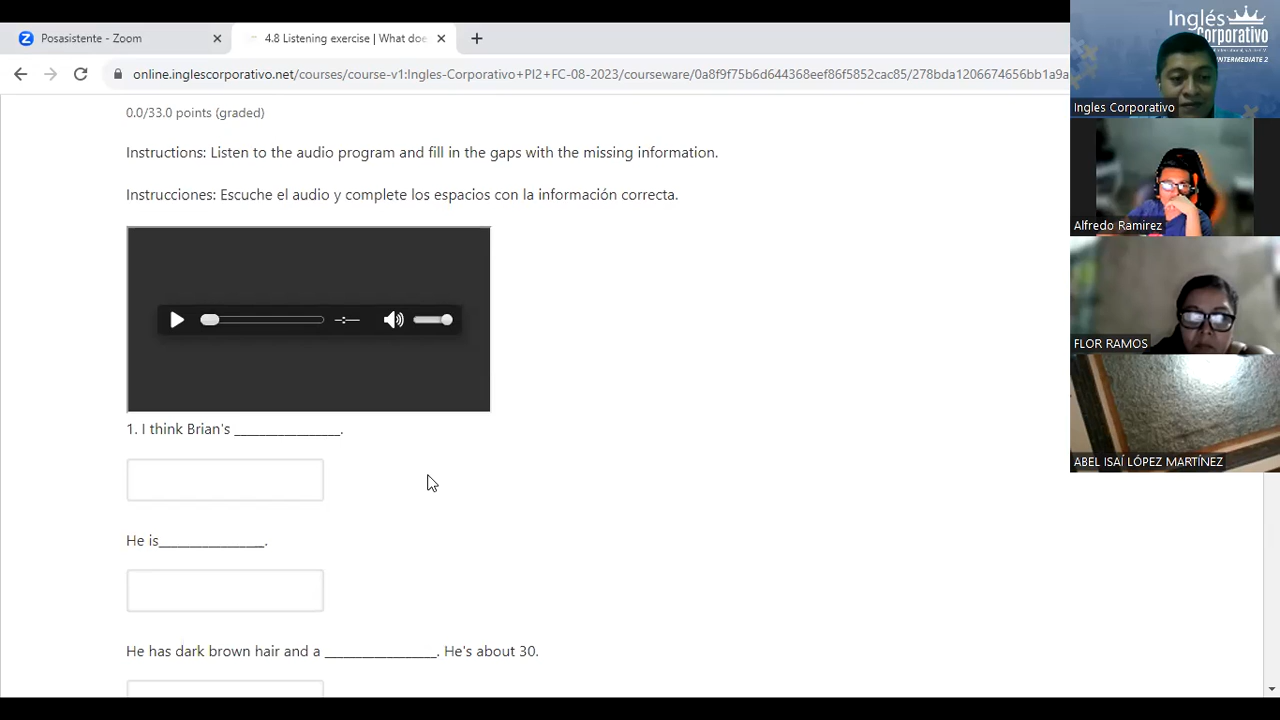 Posasistente - Zoom
4.8 Listening exercise | What doe
online.inglescorporativo.net/courses/course-v1:Ingles-Corporativo+PI2+FC-08-2023/courseware/0a8f9f75b6d644368eef86f5852cac85/278bda1206674656bb1a9a
0.0/33.0 points (graded)
Instructions: Listen to the audio program and fill in the gaps with the missing information.
Instrucciones: Escuche el audio y complete los espacios con la información correcta.
1. I think Brian's _________________.
He is_________________.
He has dark brown hair and a __________________. He's about 30.
Inglés
Corporativo
INTERMEDIATE 2
Ingles Corporativo
Alfredo Ramirez
FLOR RAMOS
ABEL ISAÍ LÓPEZ MARTÍNEZ